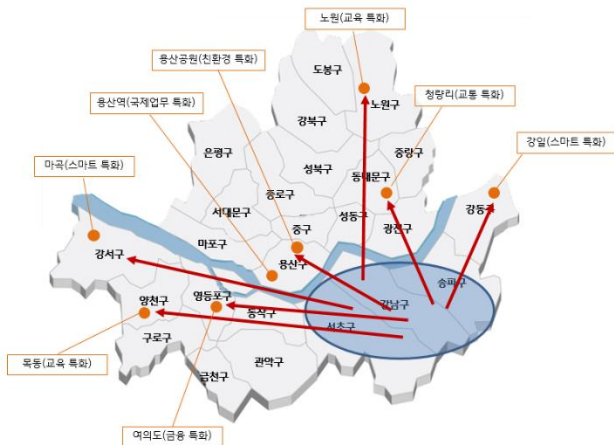 노원(교육 특화)
용산공원(친환경 특화)
도봉구
노원구
청량리(교통 특화)
용산역(국제업무 특화)
강북구
은평구
중랑구
강일(스마트 특화)
마곡(스마트 특화)
성북구
동대문구
종로구
서대문구
성동구
강동구
중구
광진구
마포구
강서구
용산구
송파구
양천구
영등포구
강남구
동작구
서초구
구로구
관악구
목동(교육 특화)
금천구
여의도(금융 특화)